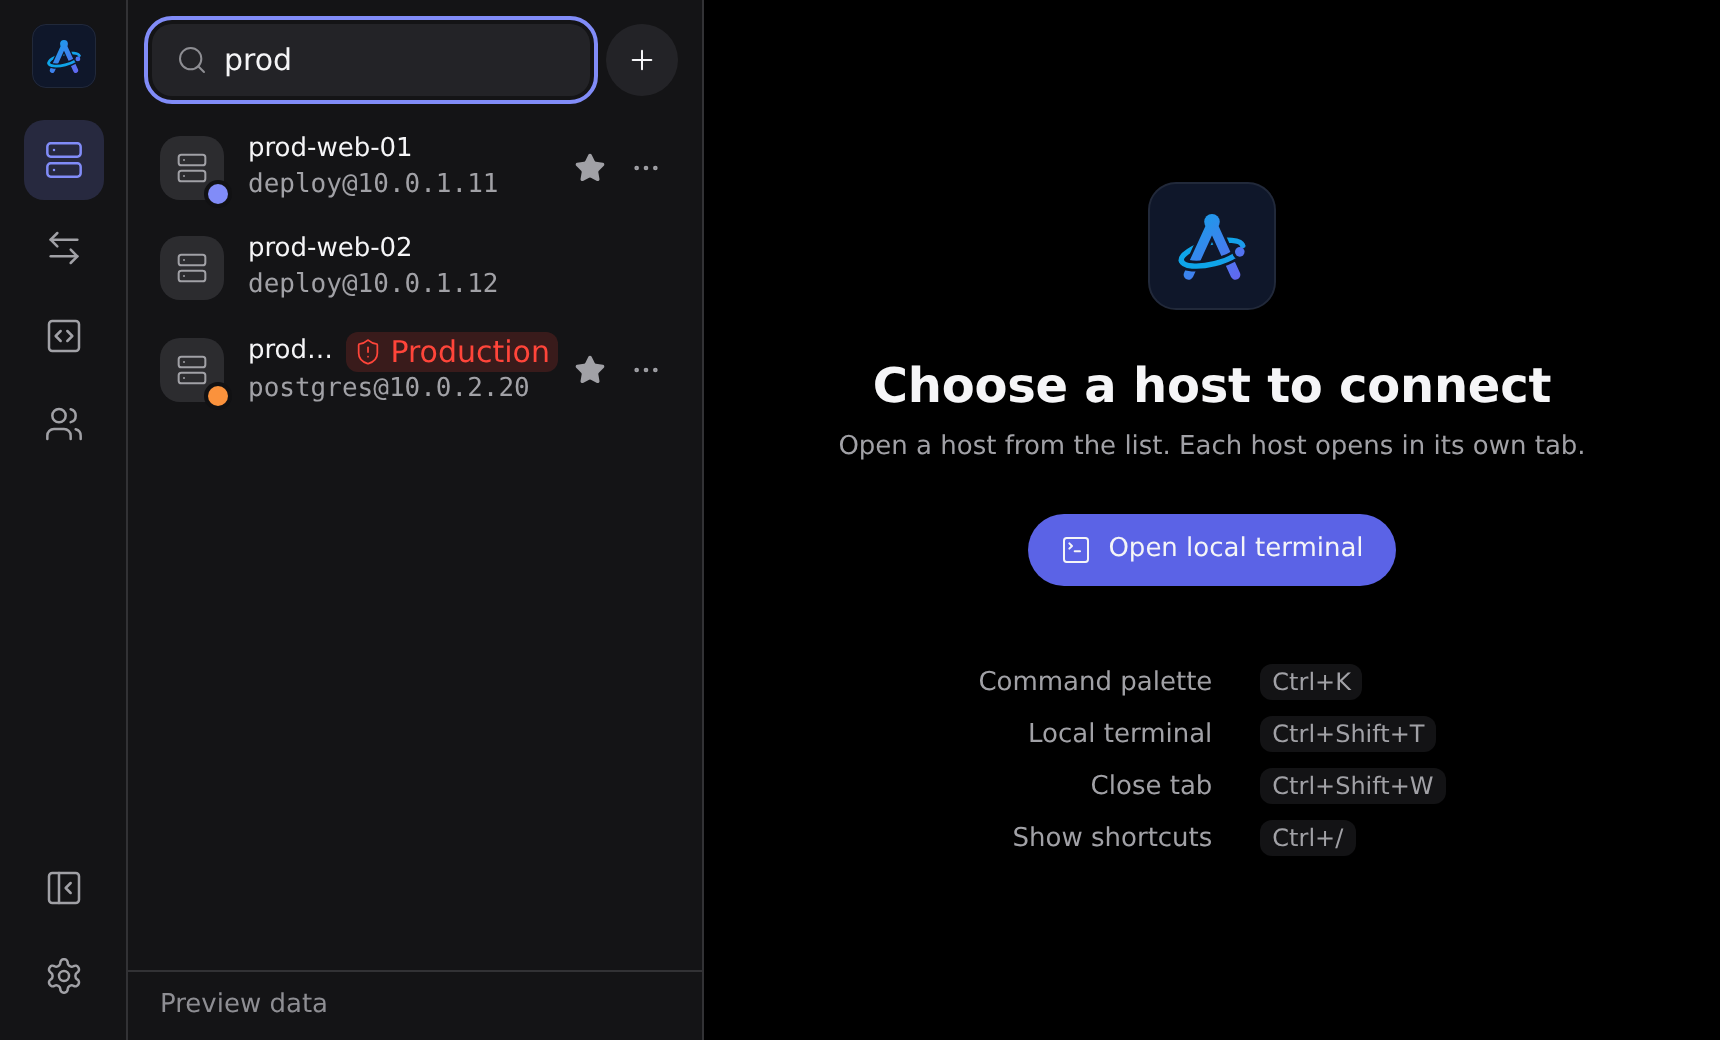 prod
prod-web-01
deploy@10.0.1.11
prod-web-02
deploy@10.0.1.12
prod... Production
postgres@10.0.2.20
Preview data
Choose a host to connect
Open a host from the list. Each host opens in its own tab.
Open local terminal
Command palette Ctrl+K
Local terminal Ctrl+Shift+T
Close tab Ctrl+Shift+W
Show shortcuts Ctrl+/